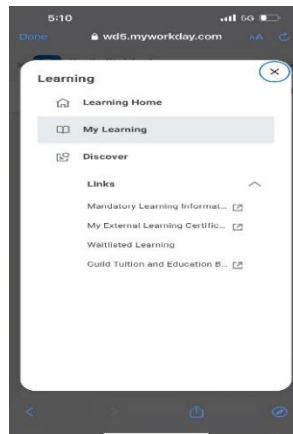 5:10
5G
Done
wd5.myworkday.com
AA
Learning
Learning Home
My Learning
Discover
Links
Mandatory Learning Informat...
My External Learning Certific...
Waitlisted Learning
Guild Tuition and Education B...